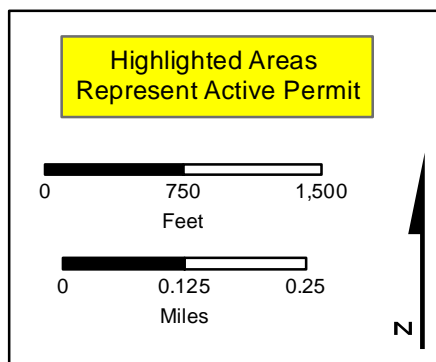 Highlighted Areas
Represent Active Permit
0 750 1,500
Feet
0 0.125 0.25
Miles
N